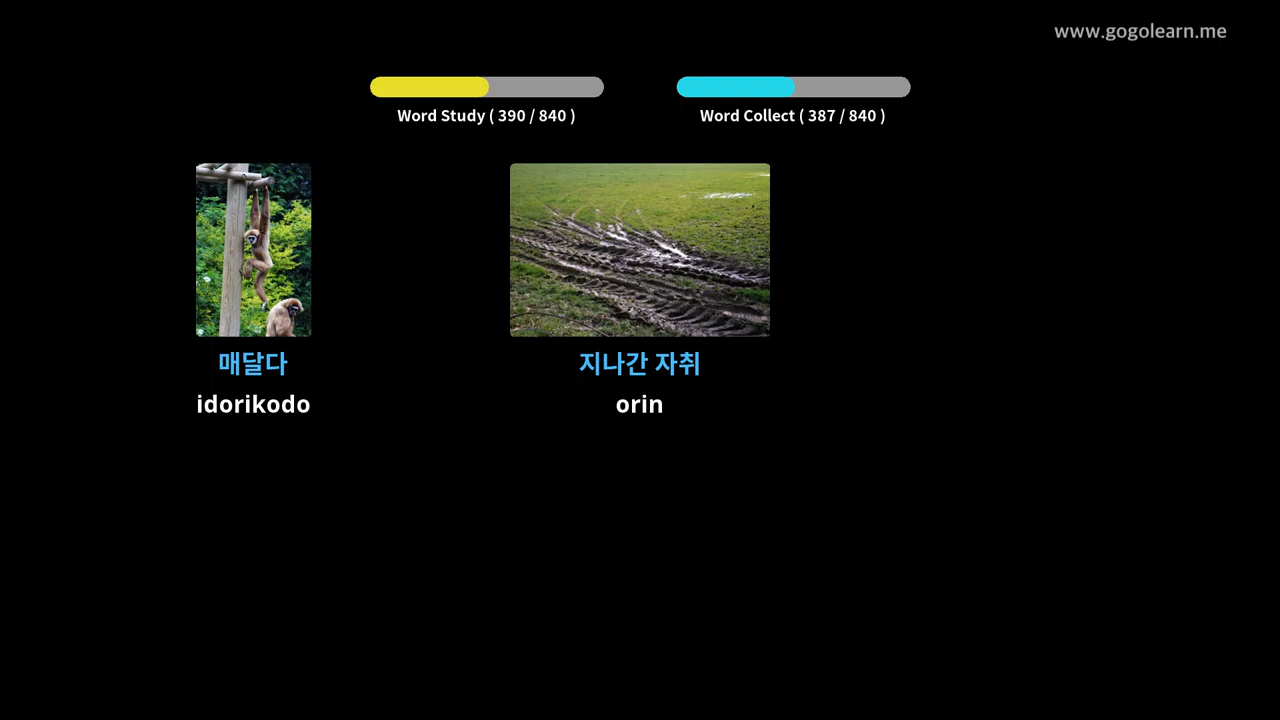 www.gogolearn.me
Word Study ( 390 / 840 )
Word Collect ( 387 / 840 )
매달다
idorikodo
지나간 자취
orin